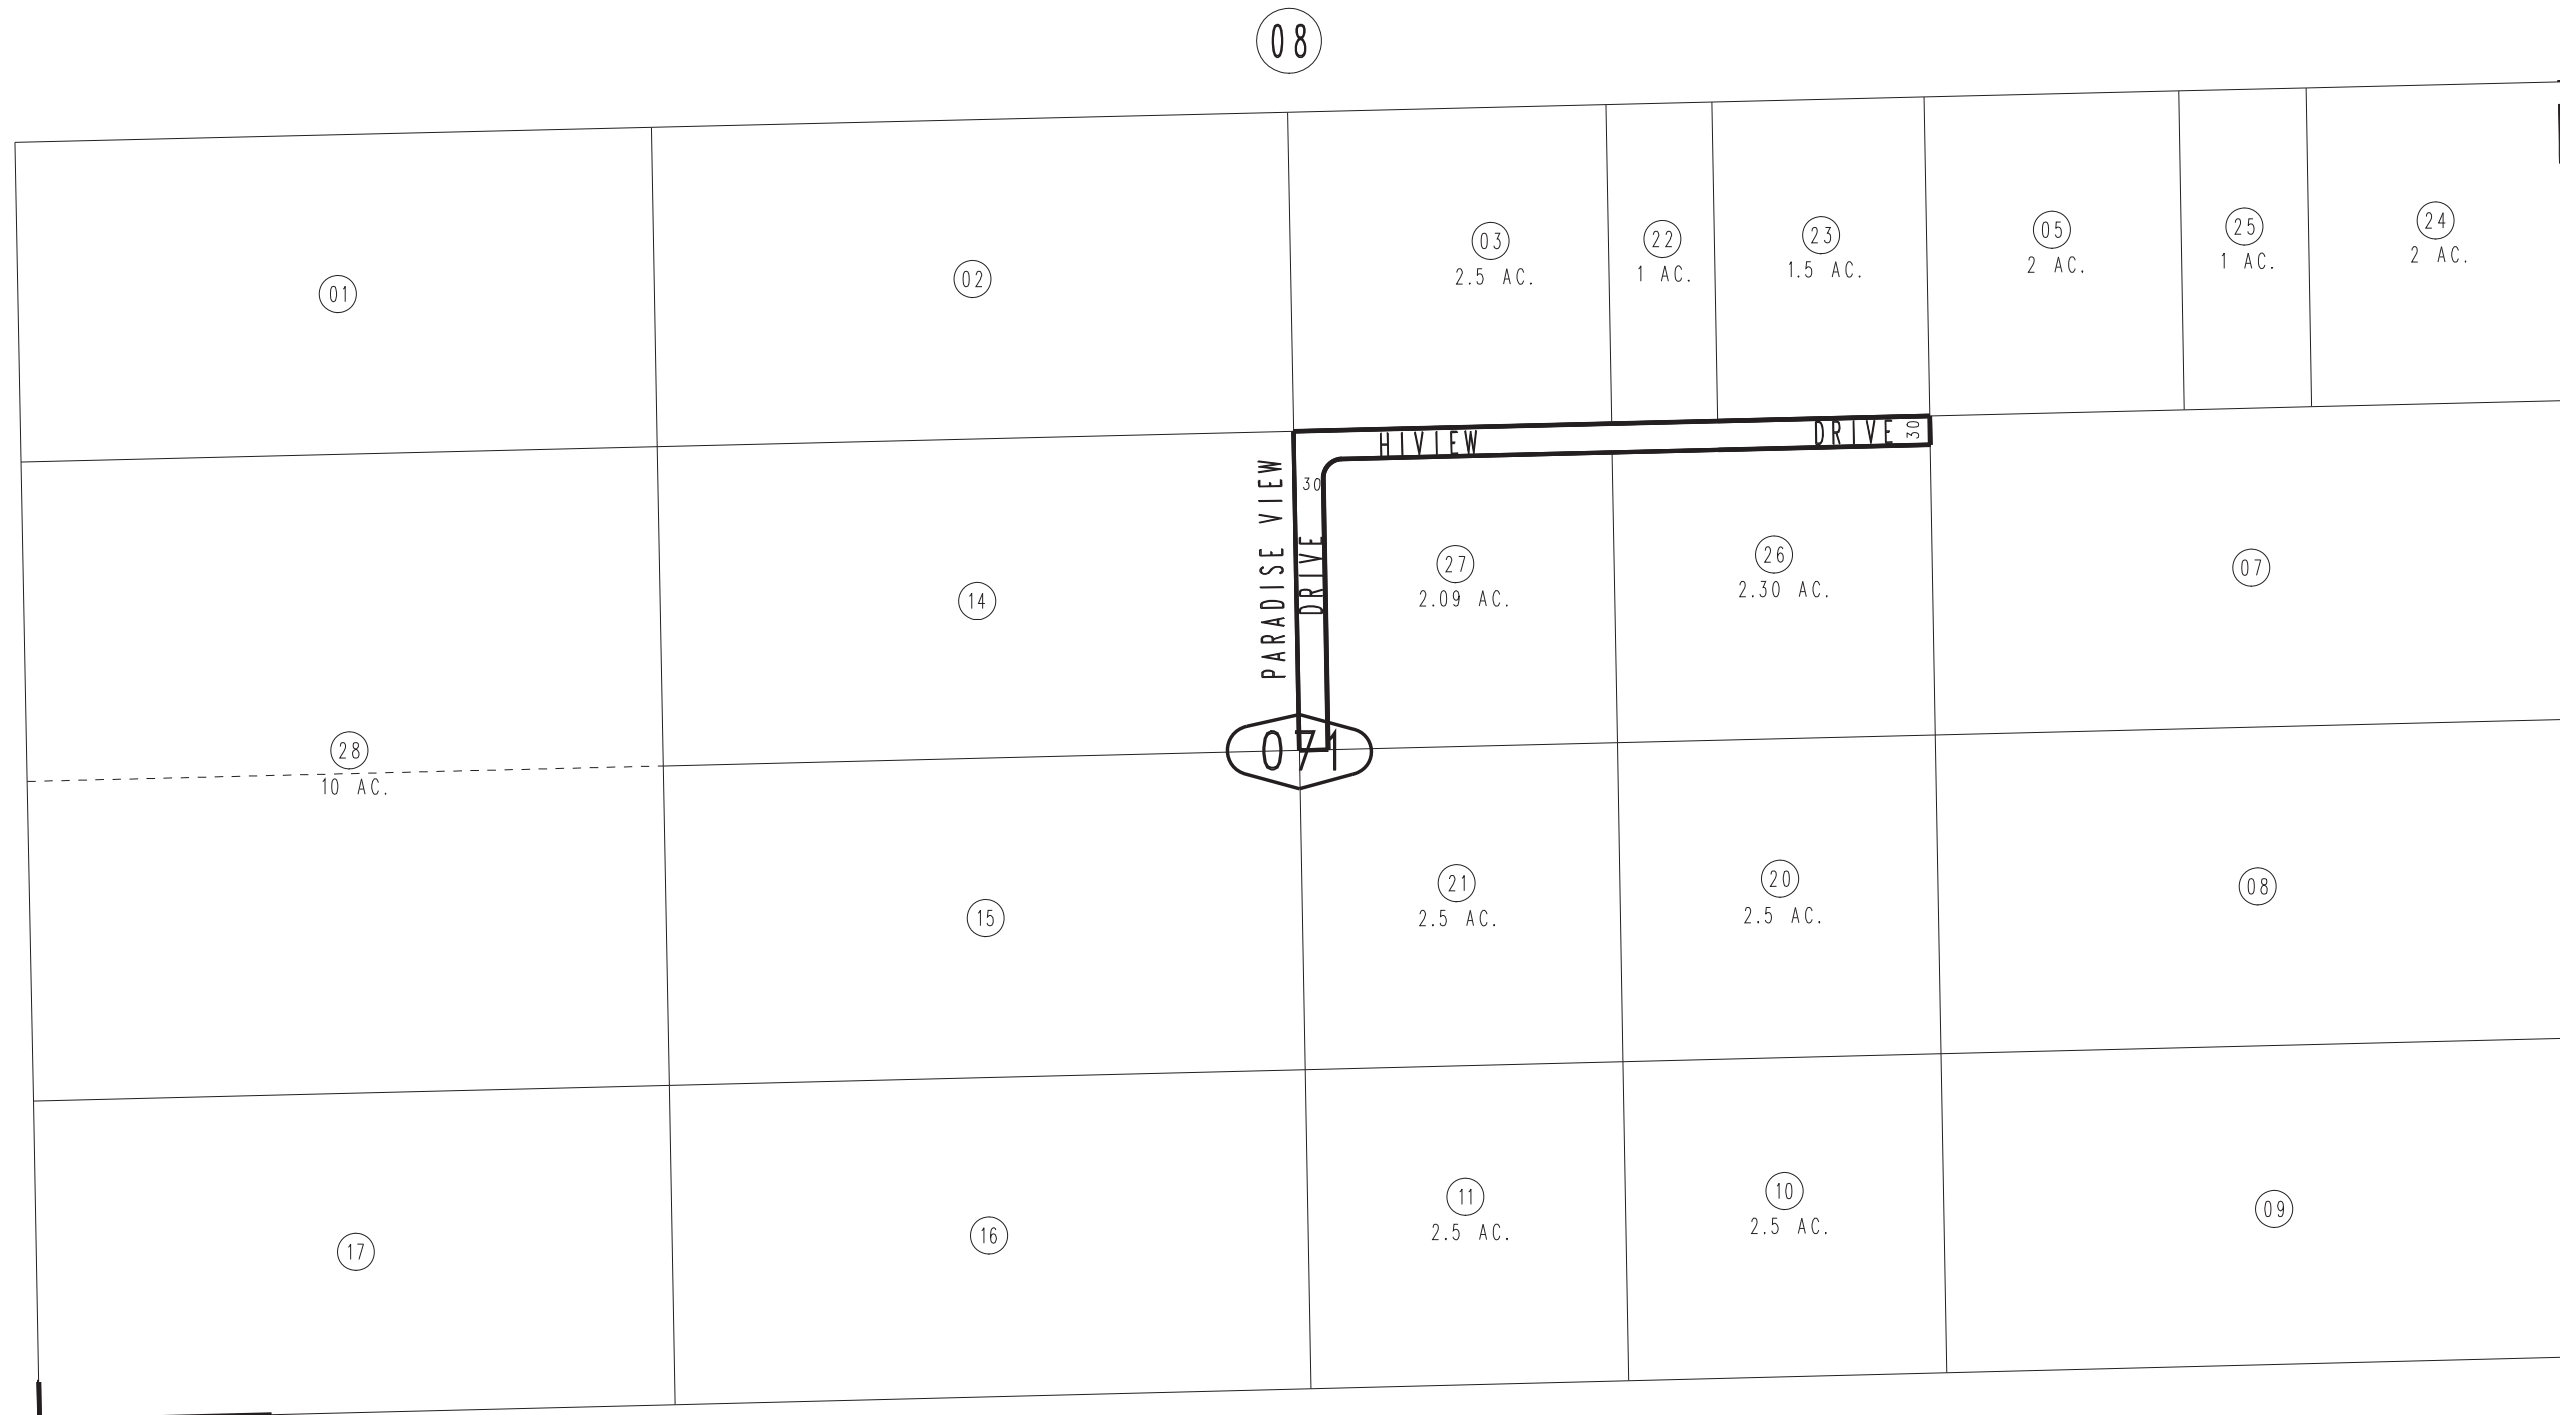 08
01
02
03
2.5 AC.
22
1 AC.
23
1.5 AC.
05
2 AC.
25
1 AC.
24
2 AC.
HIVIEW DRIVE 30
30
PARADISE VIEW
DRIVE
14
27
2.09 AC.
26
2.30 AC.
07
28
10 AC.
071
15
21
2.5 AC.
20
2.5 AC.
08
17
16
11
2.5 AC.
10
2.5 AC.
09